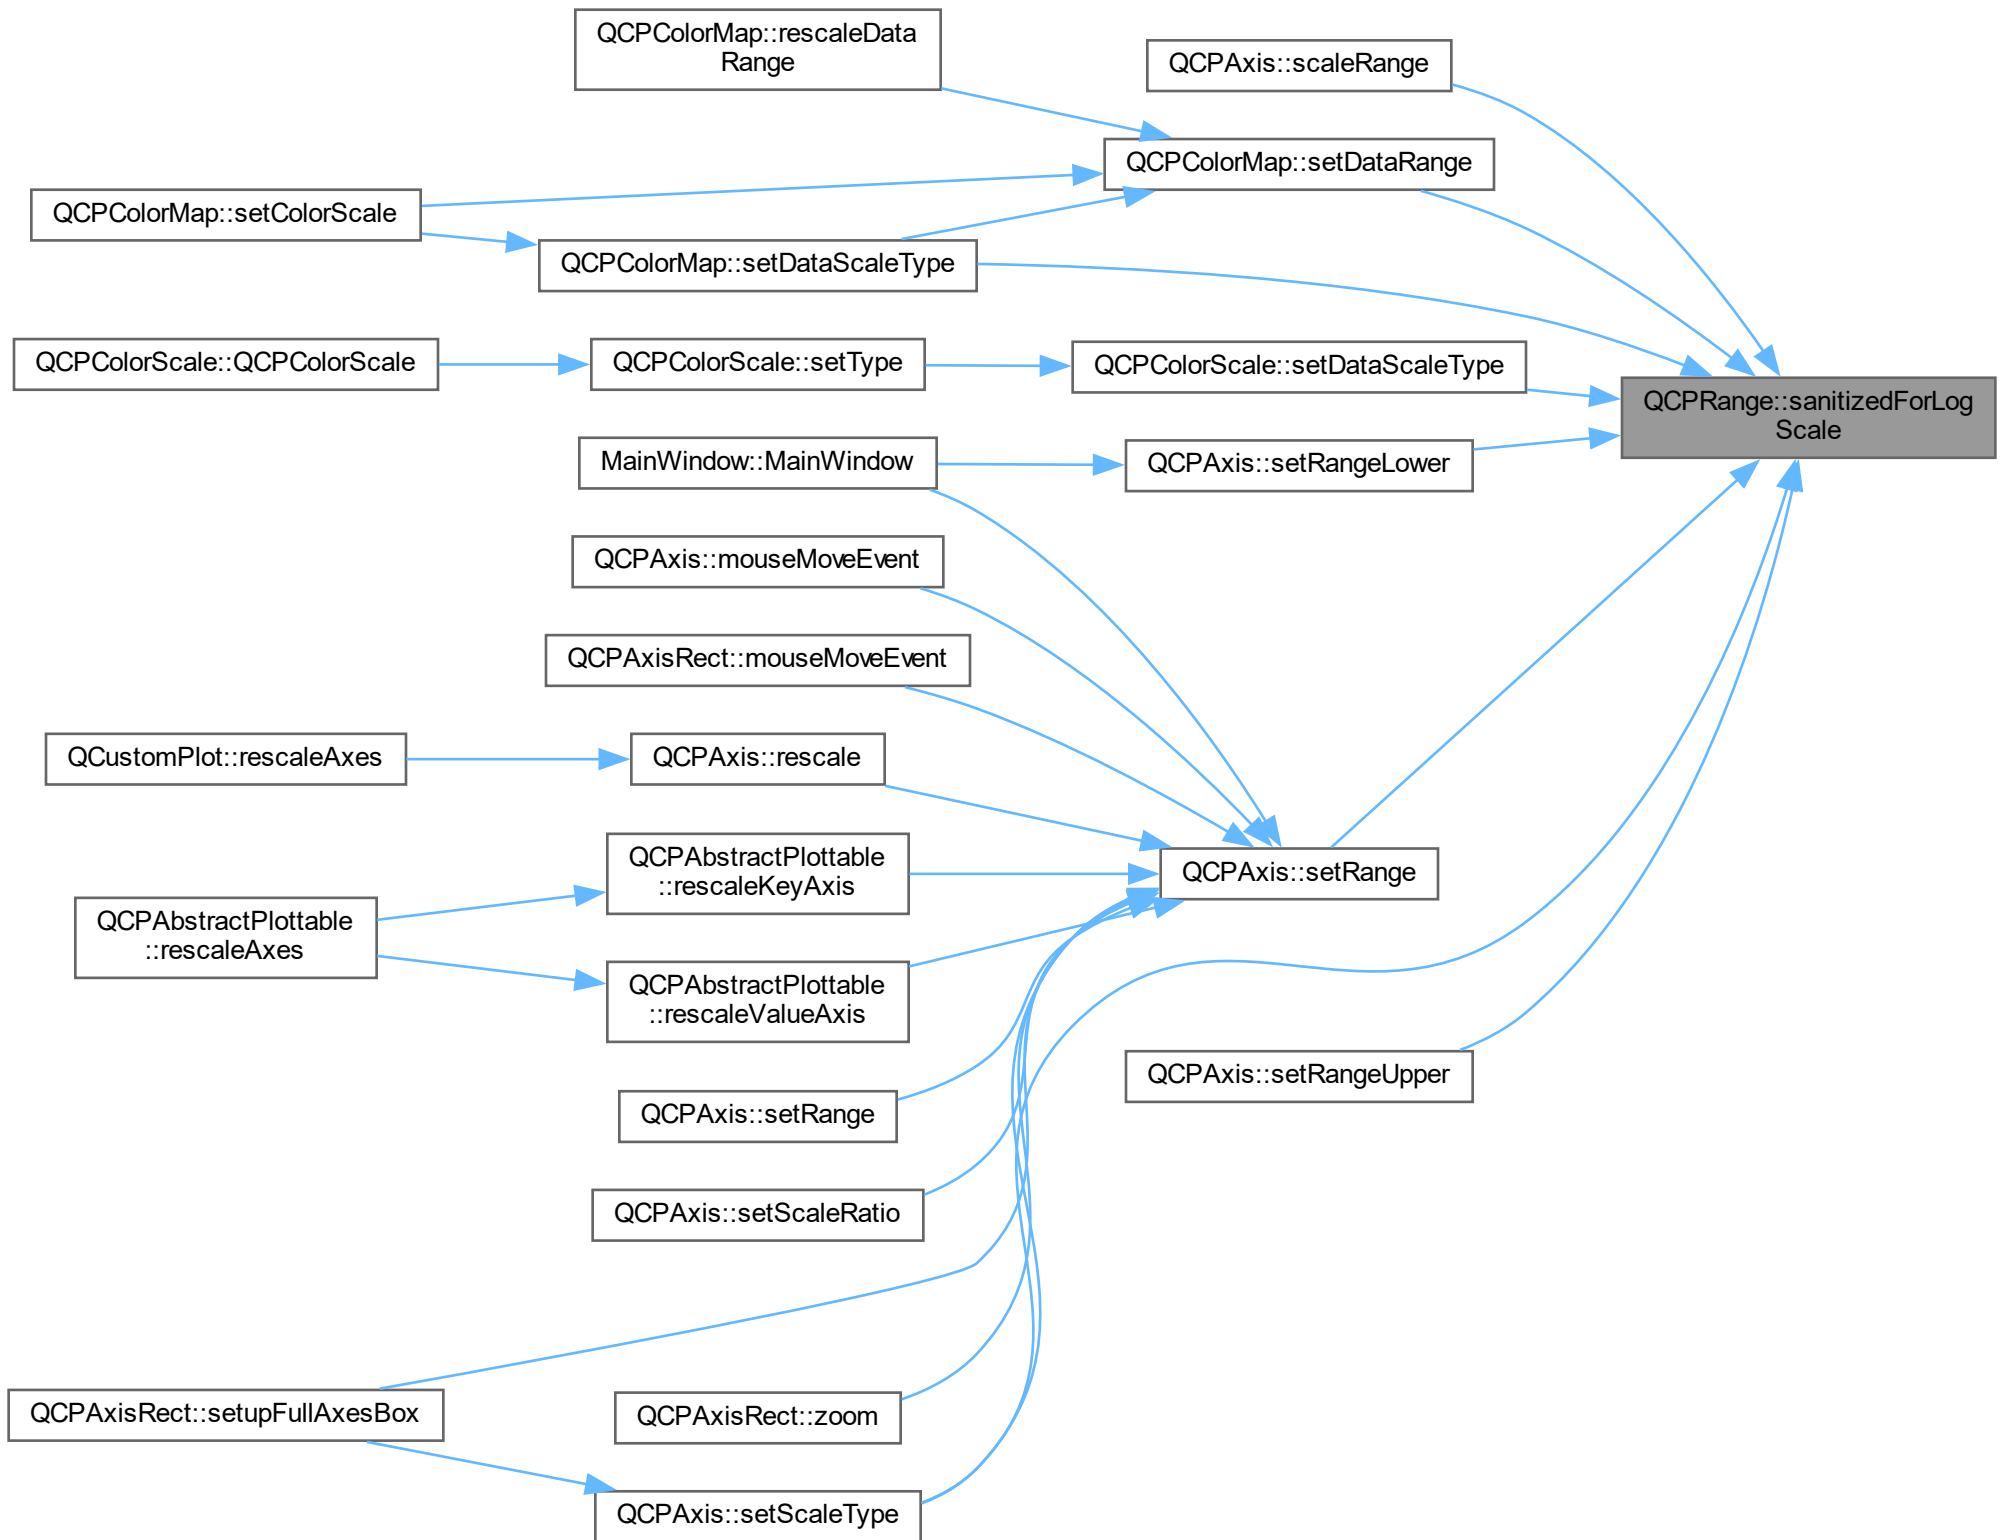 QCPColorMap::rescaleData
Range
QCPAxis::scaleRange
QCPColorMap::setDataRange
QCPColorMap::setColorScale
QCPColorMap::setDataScaleType
QCPColorScale::QCPColorScale
QCPColorScale::setType
QCPColorScale::setDataScaleType
QCPRange::sanitizedForLog
Scale
MainWindow::MainWindow
QCPAxis::setRangeLower
QCPAxis::mouseMoveEvent
QCPAxisRect::mouseMoveEvent
QCustomPlot::rescaleAxes
QCPAxis::rescale
QCPAbstractPlottable
::rescaleKeyAxis
QCPAxis::setRange
QCPAbstractPlottable
::rescaleAxes
QCPAbstractPlottable
::rescaleValueAxis
QCPAxis::setRangeUpper
QCPAxis::setRange
QCPAxis::setScaleRatio
QCPAxisRect::setupFullAxesBox
QCPAxisRect::zoom
QCPAxis::setScaleType